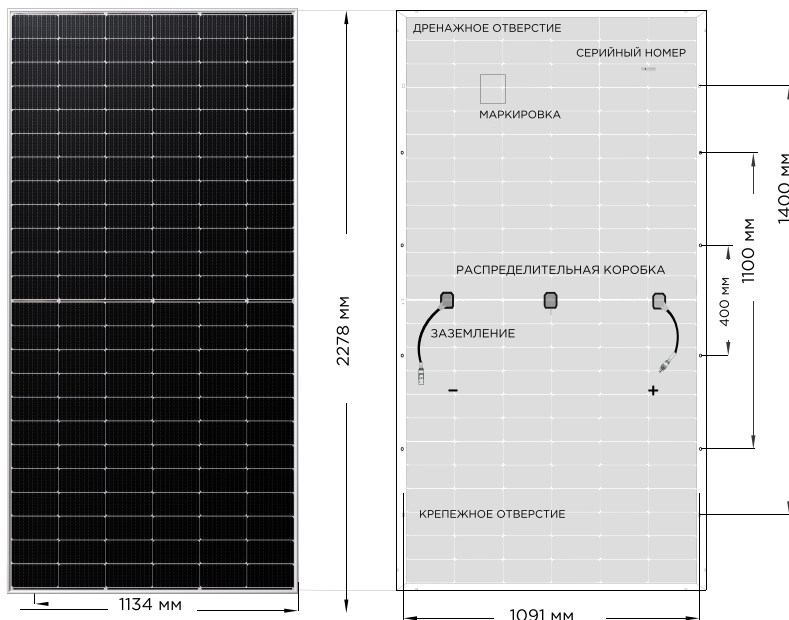 ДРЕНАЖНОЕ ОТВЕРСТИЕ
СЕРИЙНЫЙ НОМЕР
МАРКИРОВКА
1400 мм
1100 мм
400 мм
РАСПРЕДЕЛИТЕЛЬНАЯ КОРОБКА
2278 мм
ЗАЗЕМЛЕНИЕ
− +
КРЕПЕЖНОЕ ОТВЕРСТИЕ
1134 мм
1091 мм